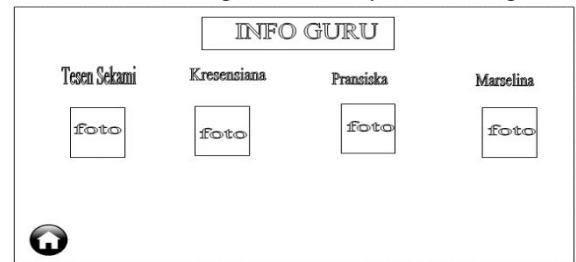 INFO GURU
Tesen Sekami Kresensiana Pransiska Marselina
foto foto foto foto